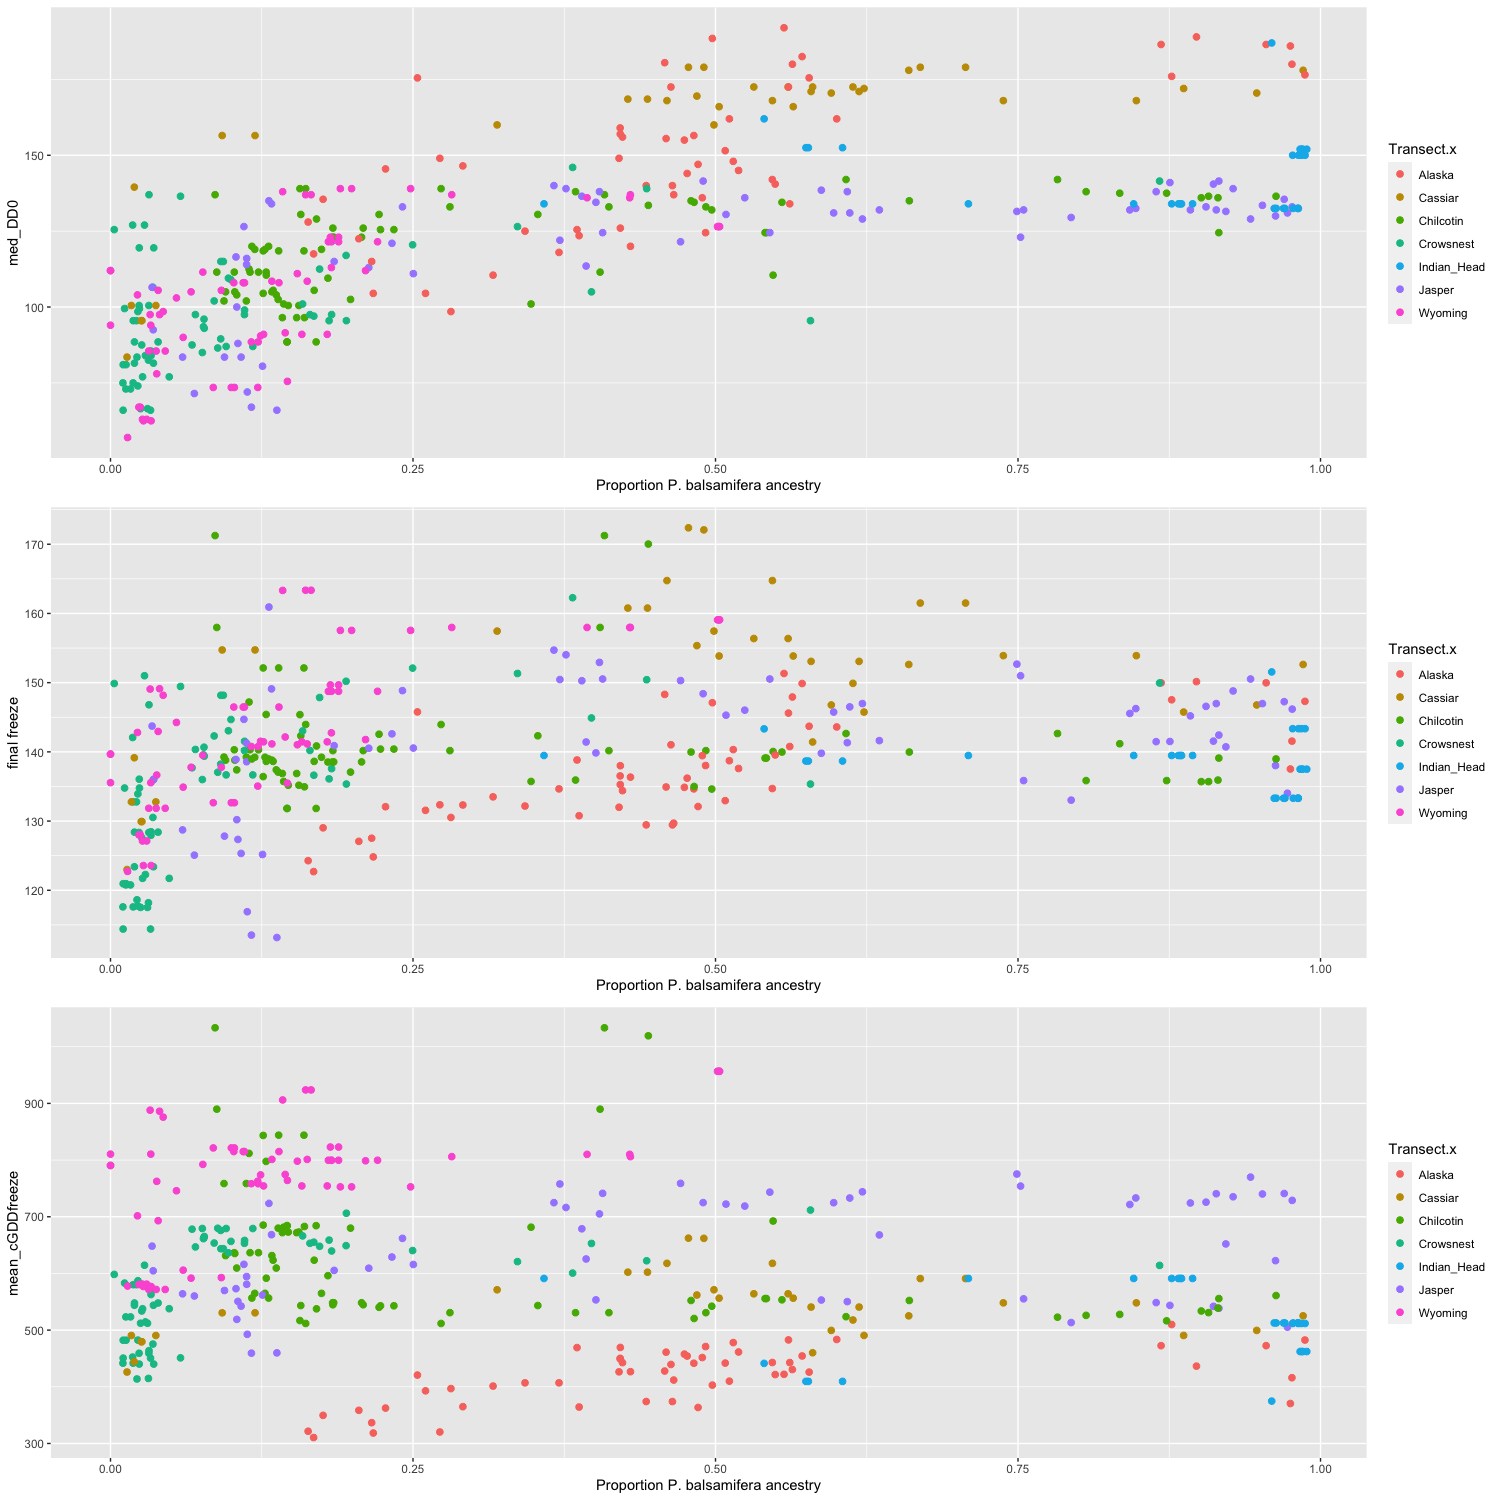 med_DD0
150
100
0.00 0.25 0.50 0.75 1.00
Proportion P. balsamifera ancestry
Transect.x
Alaska
Cassiar
Chilcotin
Crowsnest
Indian_Head
Jasper
Wyoming
final freeze
170
160
150
140
130
120
0.00 0.25 0.50 0.75 1.00
Proportion P. balsamifera ancestry
Transect.x
Alaska
Cassiar
Chilcotin
Crowsnest
Indian_Head
Jasper
Wyoming
mean_cGDDfreeze
900
700
500
300
0.00 0.25 0.50 0.75 1.00
Proportion P. balsamifera ancestry
Transect.x
Alaska
Cassiar
Chilcotin
Crowsnest
Indian_Head
Jasper
Wyoming